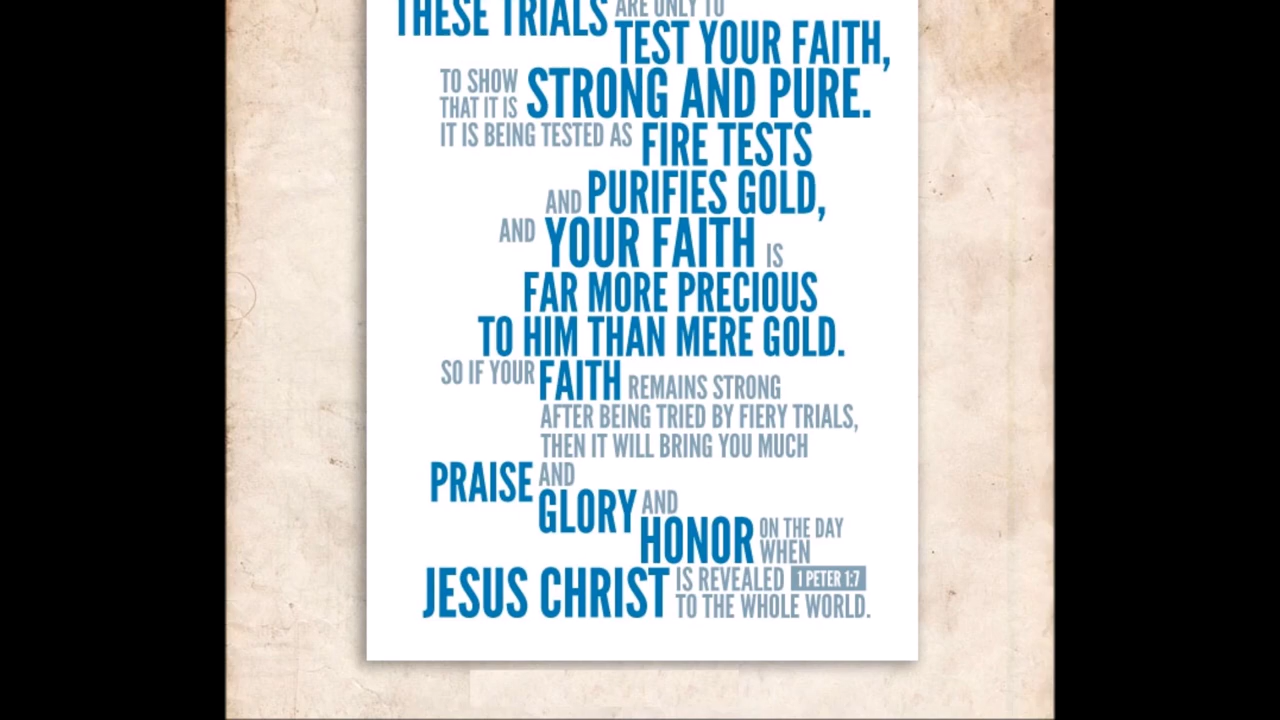 THESE TRIALS ARE ONLY TO
TEST YOUR FAITH,
TO SHOW
THAT IT IS STRONG AND PURE.
IT IS BEING TESTED AS FIRE TESTS
AND PURIFIES GOLD,
AND YOUR FAITH IS
FAR MORE PRECIOUS
TO HIM THAN MERE GOLD.
SO IF YOUR FAITH REMAINS STRONG
AFTER BEING TRIED BY FIERY TRIALS,
THEN IT WILL BRING YOU MUCH
PRAISE AND
GLORY AND
HONOR ON THE DAY
WHEN
JESUS CHRIST IS REVEALED 1 PETER 1:7
TO THE WHOLE WORLD.